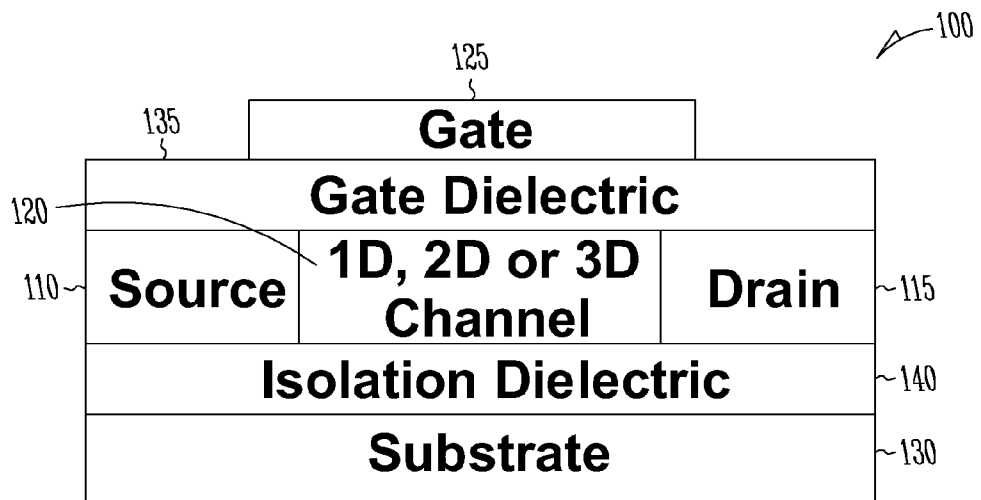 100
125
Gate
135
Gate Dielectric
120
1D, 2D or 3D
Channel
110
Source
Drain
115
Isolation Dielectric
140
Substrate
130